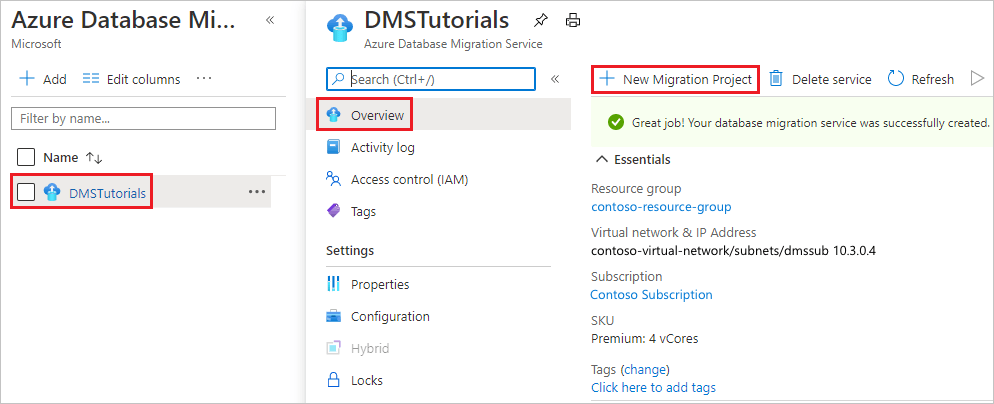 Azure Database Mi...
Microsoft
Add
Edit columns
...
Filter by name...
Name
DMSTutorials
...
DMSTutorials
Azure Database Migration Service
Search (Ctrl+/)
Overview
Activity log
Access control (IAM)
Tags
Settings
Properties
Configuration
Hybrid
Locks
New Migration Project
Delete service
Refresh
Great job! Your database migration service was successfully created.
Essentials
Resource group
contoso-resource-group
Virtual network & IP Address
contoso-virtual-network/subnets/dmssub 10.3.0.4
Subscription
Contoso Subscription
SKU
Premium: 4 vCores
Tags (change)
Click here to add tags